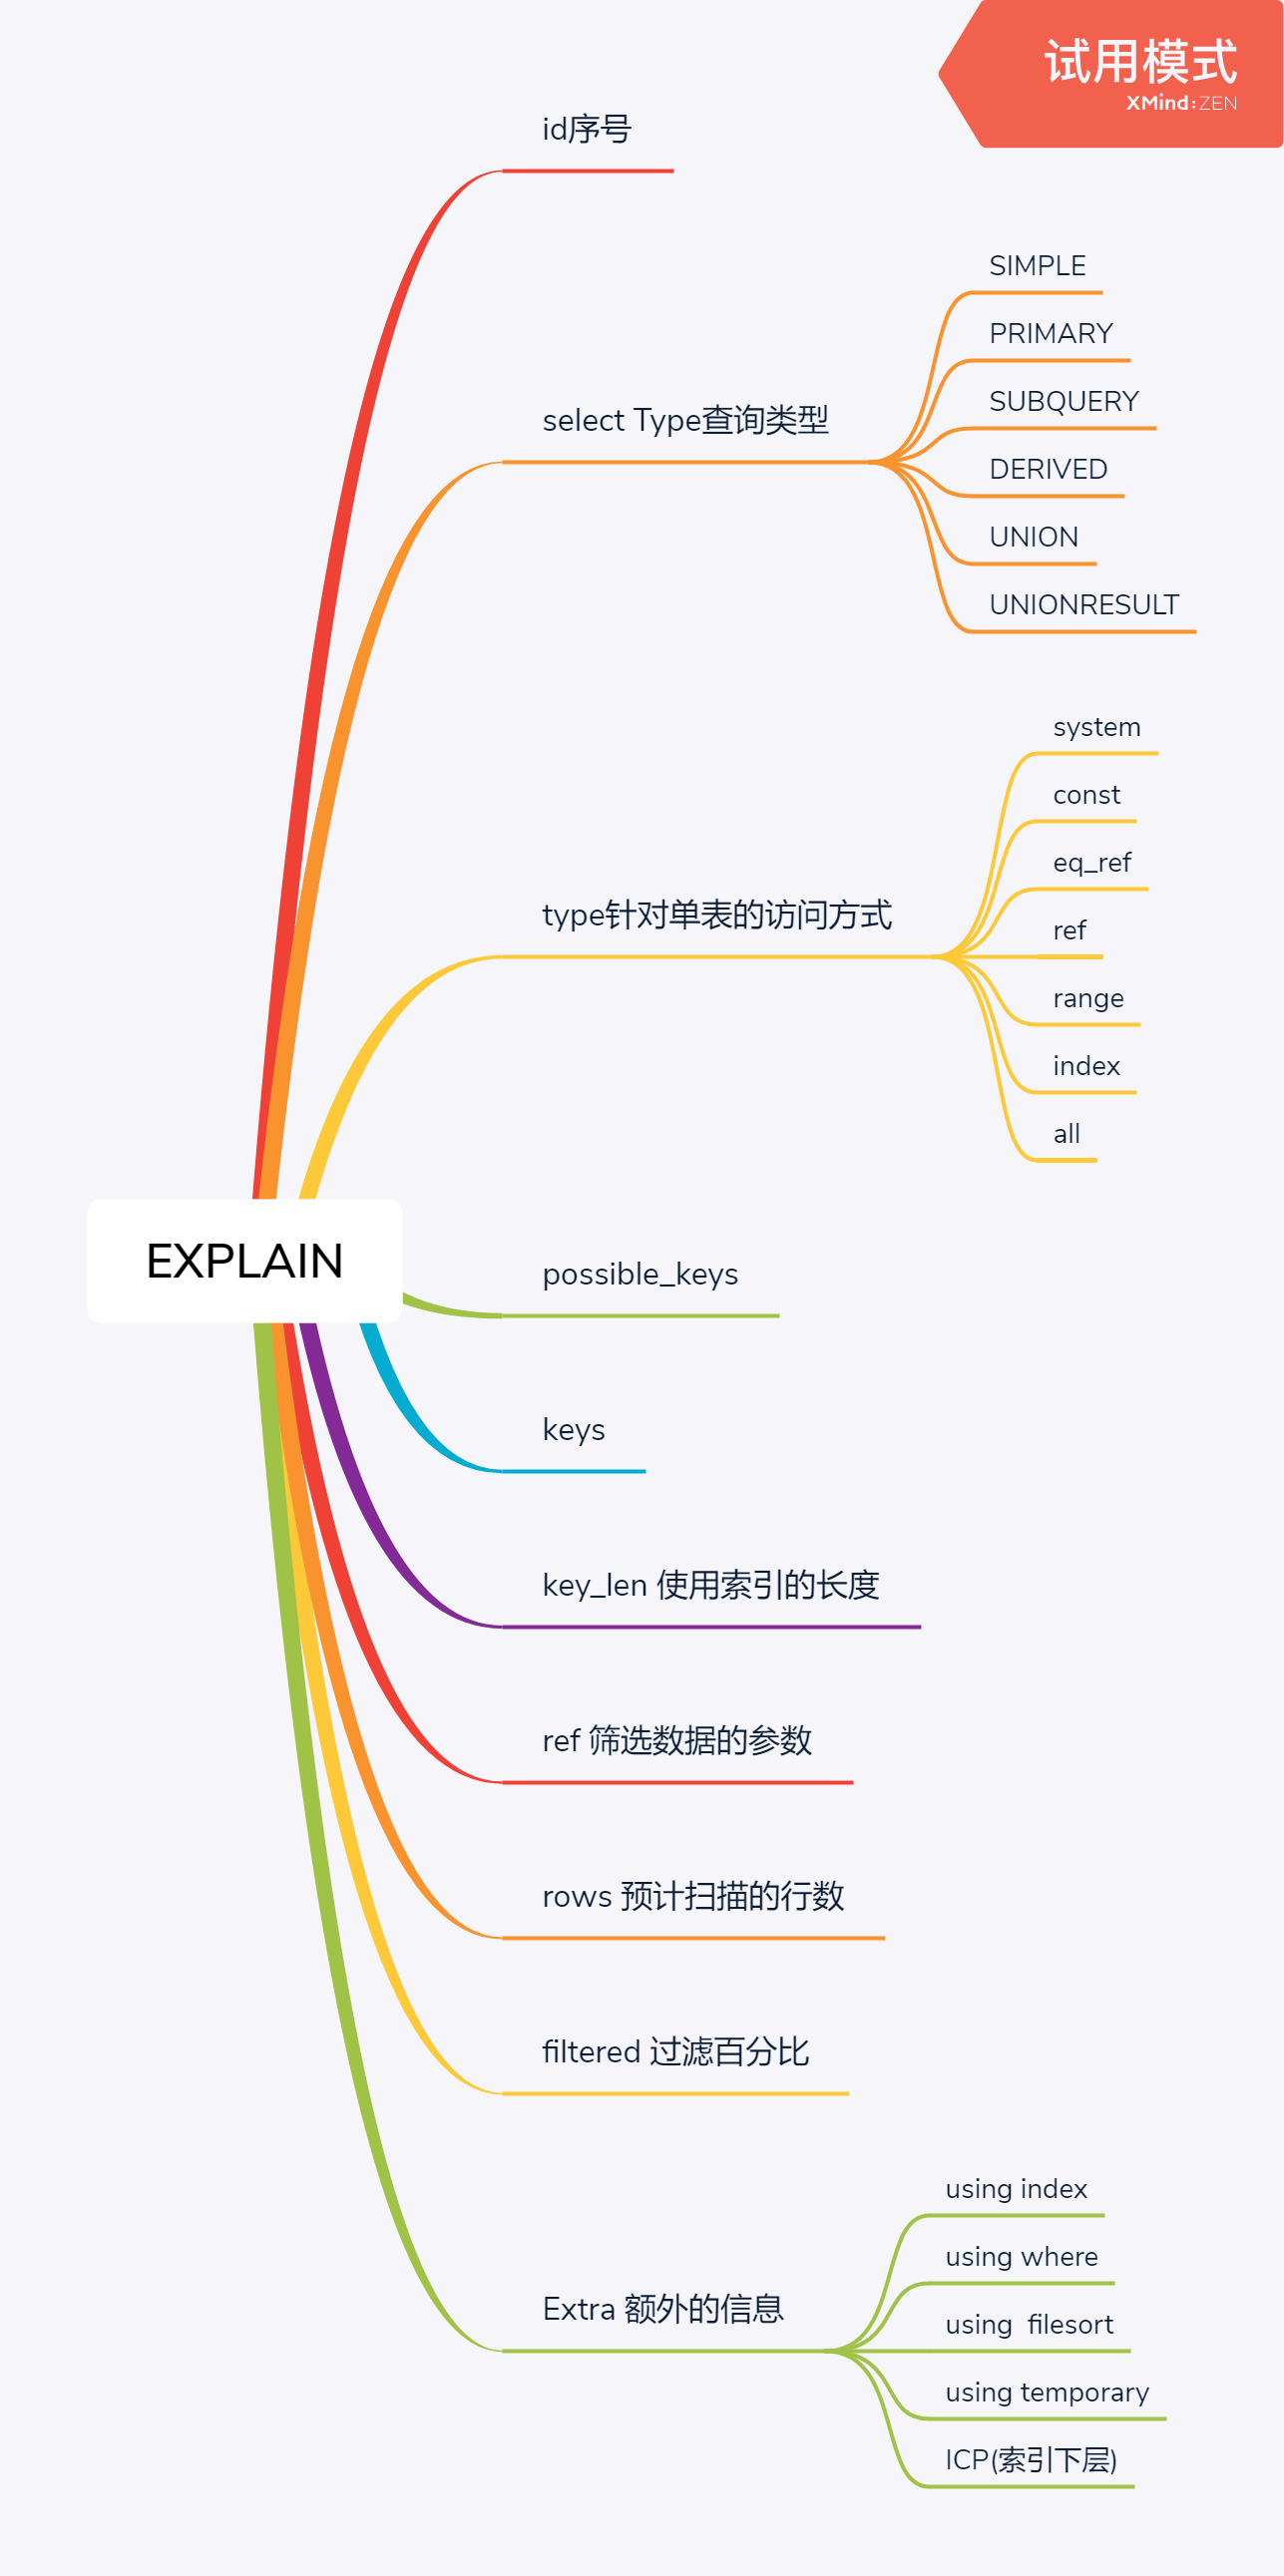 试用模式
XMind:ZEN
id序号
select Type查询类型
SIMPLE
PRIMARY
SUBQUERY
DERIVED
UNION
UNIONRESULT
type针对单表的访问方式
system
const
eq_ref
ref
range
index
all
EXPLAIN
possible_keys
keys
key_len 使用索引的长度
ref 筛选数据的参数
rows 预计扫描的行数
filtered 过滤百分比
Extra 额外的信息
using index
using where
using  filesort
using temporary
ICP(索引下层)